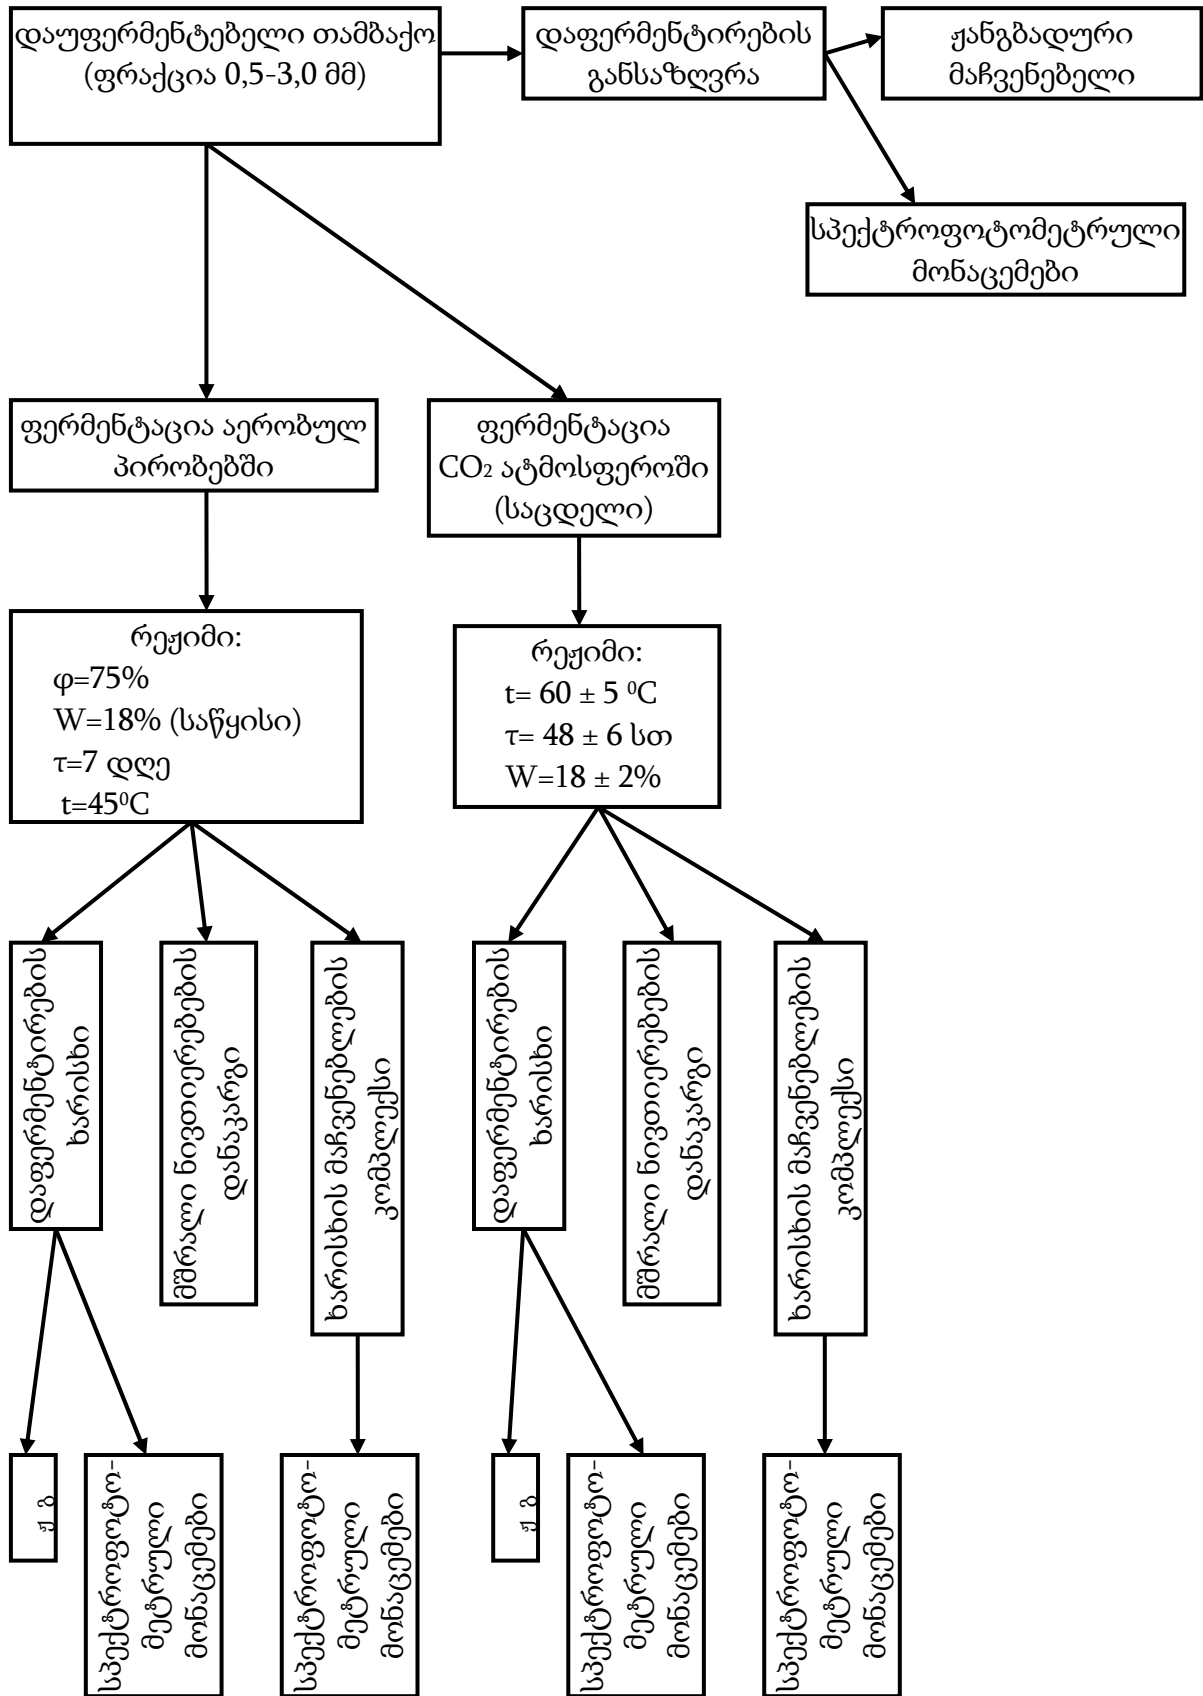 დაუფერმენტებელი თამბაქო
(ფრაქცია 0,5-3,0 მმ)
დაფერმენტირების
განსაზღვრა
ჟანგბადური
მაჩვენებელი
სპექტროფოტომეტრული
მონაცემები
ფერმენტაცია აერობულ
პირობებში
ფერმენტაცია
CO₂ ატმოსფეროში
(საცდელი)
რეჟიმი:
φ=75%
W=18% (საწყისი)
τ=7 დღე
t=45⁰C
რეჟიმი:
t= 60 ± 5 ⁰C
τ= 48 ± 6 სთ
W=18 ± 2%
დაფერმენტირების
ხარისხი
მშრალი ნივთიერებების
დანაკარგი
ხარისხის მაჩვენებლების
კომპლექსი
დაფერმენტირების
ხარისხი
მშრალი ნივთიერებების
დანაკარგი
ხარისხის მაჩვენებლების
კომპლექსი
სპექტროფოტო-
მეტრული
მონაცემები
სპექტროფოტო-
მეტრული
მონაცემები
სპექტროფოტო-
მეტრული
მონაცემები
სპექტროფოტო-
მეტრული
მონაცემები